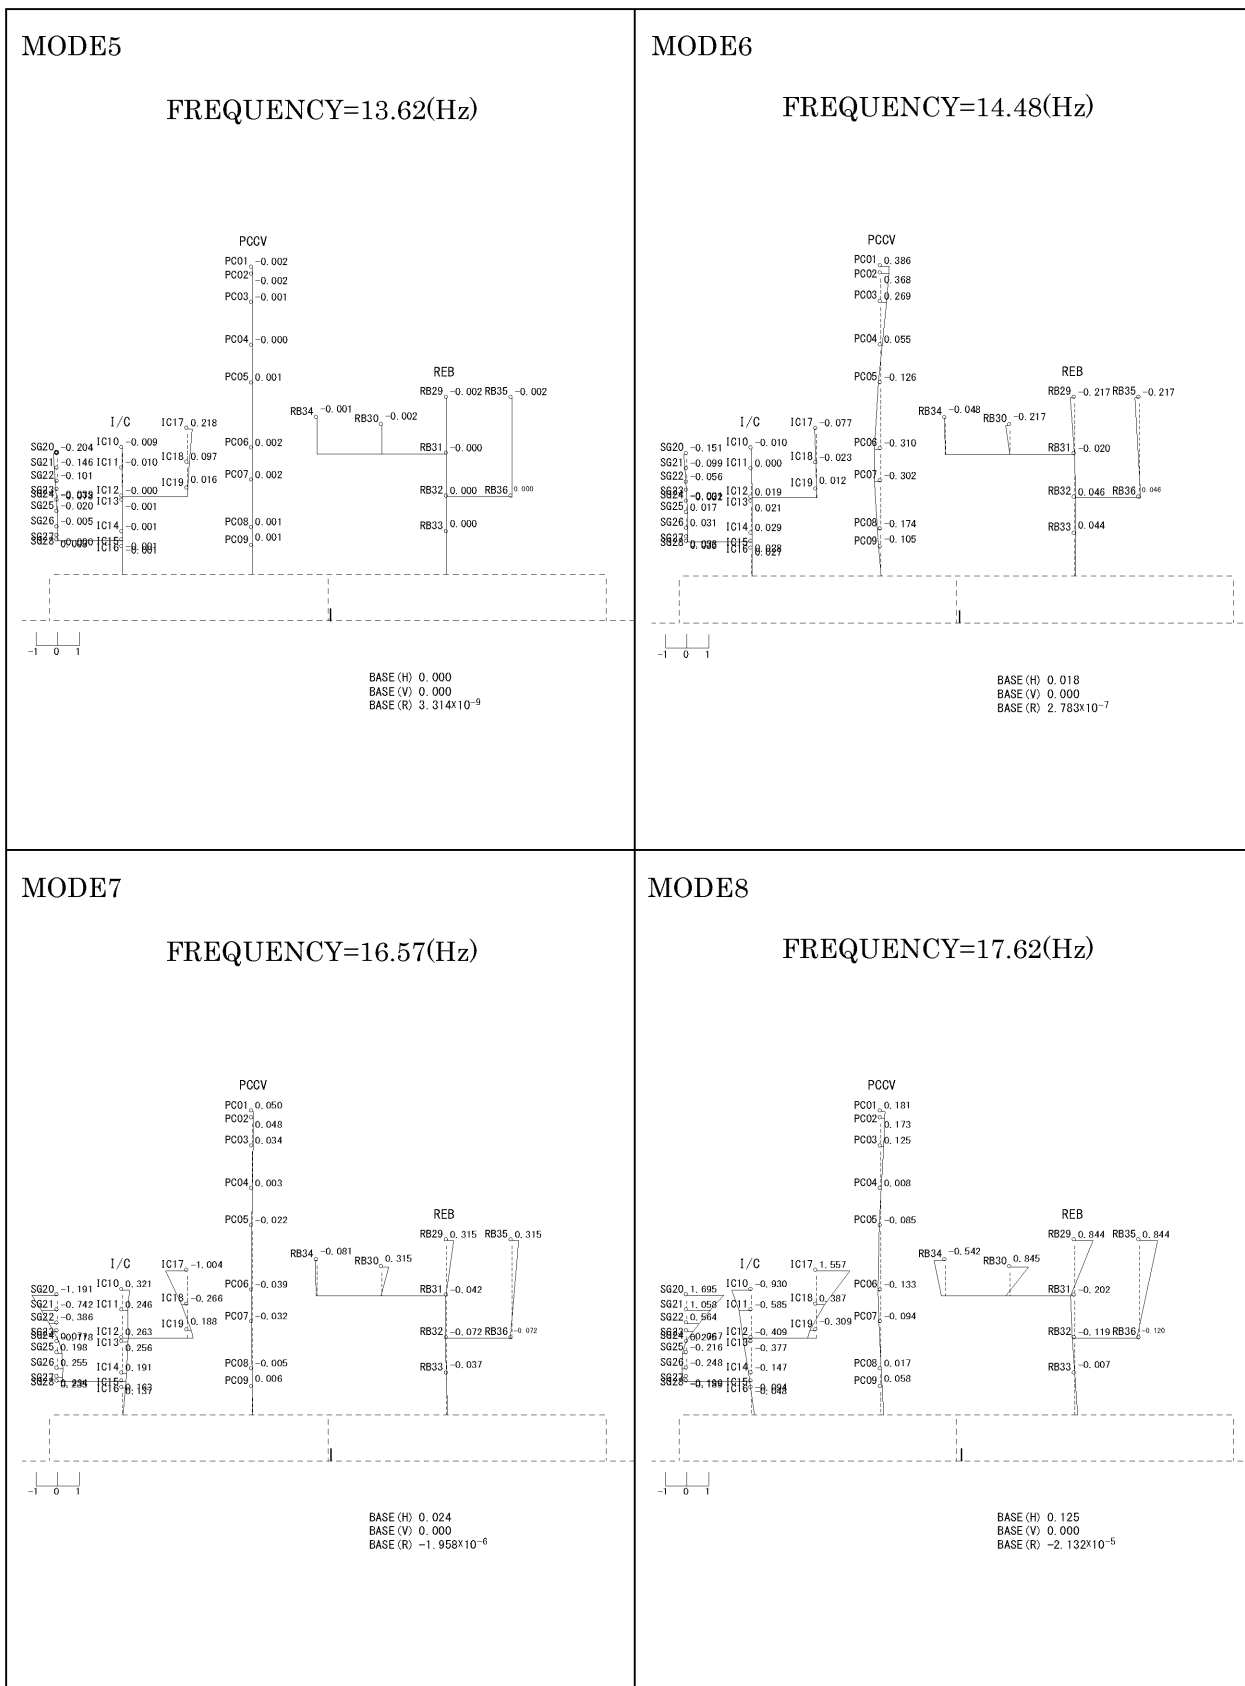 MODE5
FREQUENCY=13.62(Hz)
PCCV
PC01 -0.002
PC02 -0.002
PC03 -0.001
PC04 -0.000
PC05 0.001
REB
RB29 -0.002 RB35 -0.002
RB34 -0.001 RB30 -0.002
I/C IC17 0.218
SG20 -0.204 IC10 -0.009 PC06 0.002 RB31 -0.000
SG21 -0.146 IC11 -0.010 IC18 0.097
SG22 -0.101 IC19 0.016 PC07 0.002
IC12 -0.000 RB32 0.000 RB36 0.000
SG25 -0.020 IC13 -0.001
SG26 -0.005 IC14 -0.001 PC08 0.001 RB33 0.000
PC09 0.001
IC15
IC16
-1 0 1
BASE(H) 0.000
BASE(V) 0.000
BASE(R) 3.314X10⁻⁹
MODE6
FREQUENCY=14.48(Hz)
PCCV
PC01 0.386
PC02 0.368
PC03 0.269
PC04 0.055
PC05 -0.126
REB
RB29 -0.217 RB35 -0.217
RB34 -0.048 RB30 -0.217
I/C IC17 -0.077
SG20 -0.151 IC10 -0.010 PC06 -0.310 RB31 -0.020
SG21 -0.099 IC11 0.000 IC18 -0.023
SG22 -0.056 IC19 0.012 PC07 -0.302
IC12 0.019 RB32 0.046 RB36 0.046
SG25 0.017 IC13 0.021
SG26 0.031 IC14 0.029 PC08 -0.174 RB33 0.044
PC09 -0.105
IC15
IC16
-1 0 1
BASE(H) 0.018
BASE(V) 0.000
BASE(R) 2.783X10⁻⁷
MODE7
FREQUENCY=16.57(Hz)
PCCV
PC01 0.050
PC02 0.048
PC03 0.034
PC04 0.003
PC05 -0.022
REB
RB29 0.315 RB35 0.315
RB34 -0.081 RB30 0.315
I/C IC17 -1.004
SG20 -1.191 IC10 0.321 PC06 -0.039 RB31 -0.042
SG21 -0.742 IC11 0.246 IC18 -0.266
SG22 -0.386 IC19 0.188 PC07 -0.032
IC12 0.263 RB32 -0.072 RB36 -0.072
SG25 0.198 IC13 0.256
SG26 0.255 IC14 0.191 PC08 -0.005 RB33 -0.037
PC09 0.006
IC15
IC16
-1 0 1
BASE(H) 0.024
BASE(V) 0.000
BASE(R) -1.958X10⁻⁶
MODE8
FREQUENCY=17.62(Hz)
PCCV
PC01 0.181
PC02 0.173
PC03 0.125
PC04 0.008
PC05 -0.085
REB
RB29 0.844 RB35 0.844
RB34 -0.542 RB30 0.845
I/C IC17 1.557
SG20 1.695 IC10 -0.930 PC06 -0.133 RB31 -0.202
SG21 1.058 IC11 -0.585 IC18 0.387
SG22 0.564 IC19 -0.309 PC07 -0.094
IC12 -0.409 RB32 -0.119 RB36 -0.120
SG25 -0.216 IC13 -0.377
SG26 -0.248 IC14 -0.147 PC08 0.017 RB33 -0.007
PC09 0.058
IC15
IC16
-1 0 1
BASE(H) 0.125
BASE(V) 0.000
BASE(R) -2.132X10⁻⁵